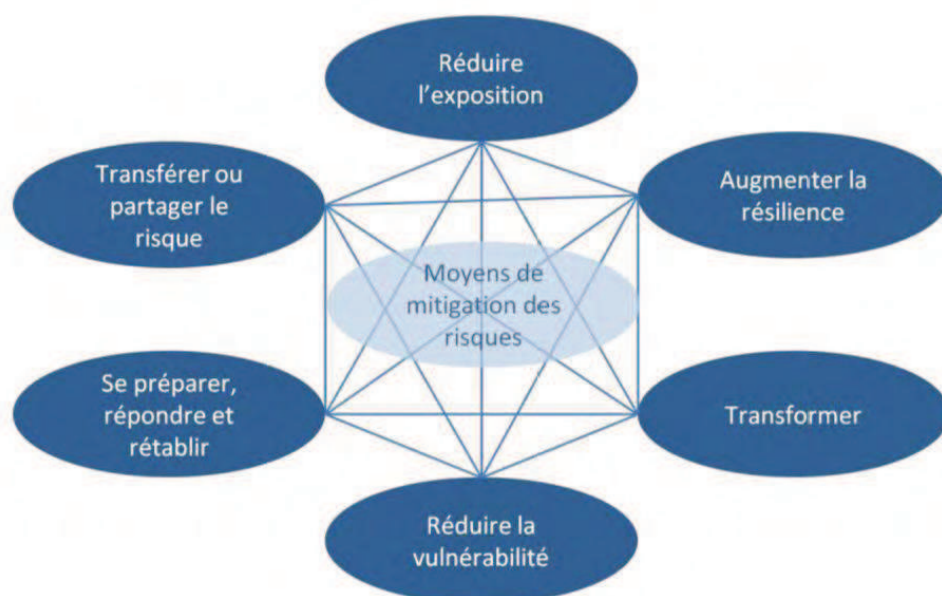 Réduire
l'exposition
Transférer ou
partager le
risque
Augmenter la
résilience
Moyens de
mitigation des
risques
Se préparer,
répondre et
rétablir
Transformer
Réduire la
vulnérabilité